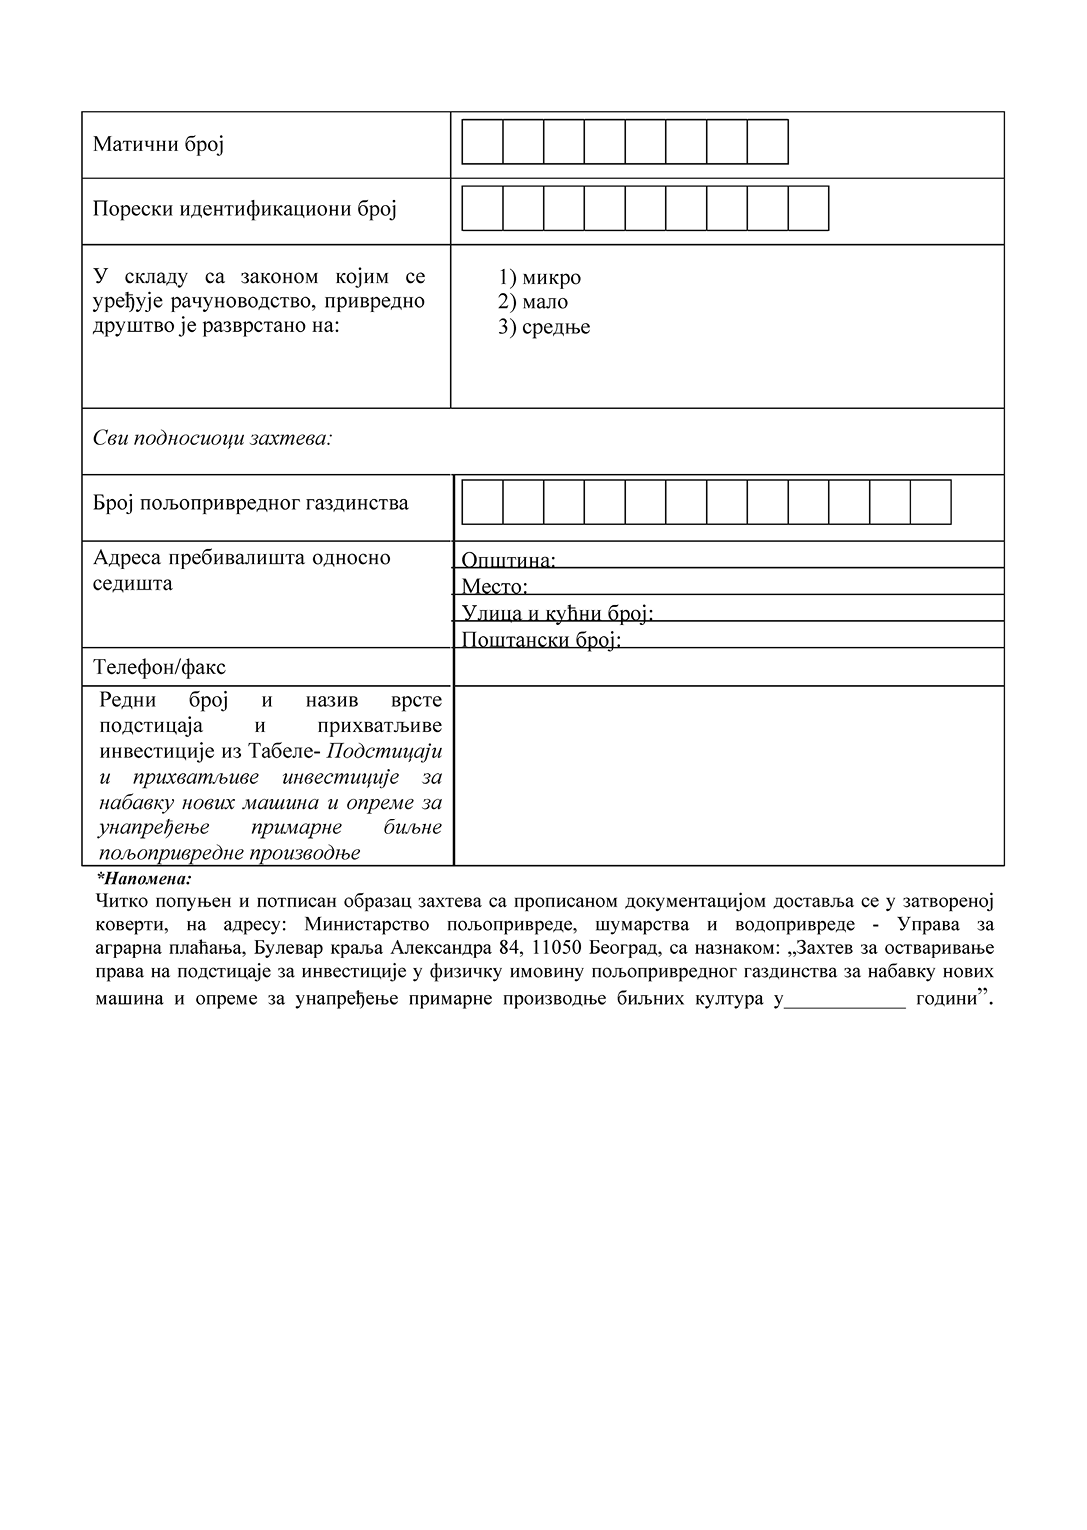 Матични број
Порески идентификациони број
У складу са законом којим се
уређује рачуноводство, привредно
друштво је разврстано на:
1) микро
2) мало
3) средње
Сви подносиоци захтева:
Број пољопривредног газдинства
Адреса пребивалишта односно
седишта
Општина:
Место:
Улица и кућни број:
Поштански број:
Телефон/факс
Редни број и назив врсте
подстицаја и прихватљиве
инвестиције из Табеле- Подстицаји
и прихватљиве инвестиције за
набавку нових машина и опреме за
унапређење примарне биљне
пољопривредне производње
*Напомена:
Читко попуњен и потписан образац захтева са прописаном документацијом доставља се у затвореној
коверти, на адресу: Министарство пољопривреде, шумарства и водопривреде - Управа за
аграрна плаћања, Булевар краља Александра 84, 11050 Београд, са назнаком: „Захтев за остваривање
права на подстицаје за инвестиције у физичку имовину пољопривредног газдинства за набавку нових
машина и опреме за унапређење примарне производње биљних култура у____________ години”.